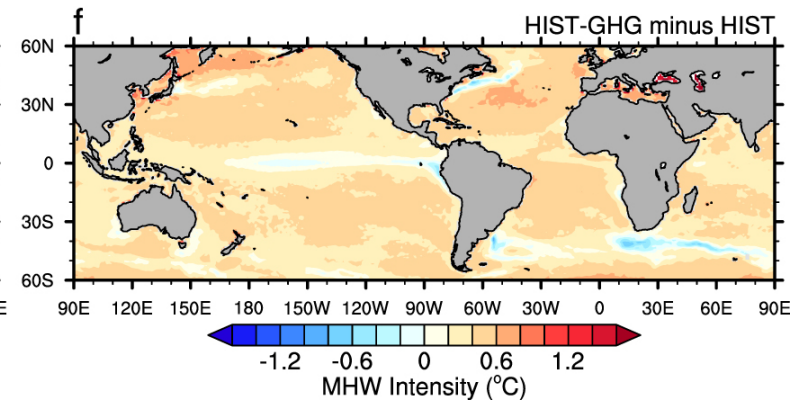 f
HIST-GHG minus HIST
60N
30N
0
30S
60S
E
90E 120E 150E 180 150W 120W 90W 60W 30W 0 30E 60E 90E
-1.2 -0.6 0 0.6 1.2
MHW Intensity (°C)